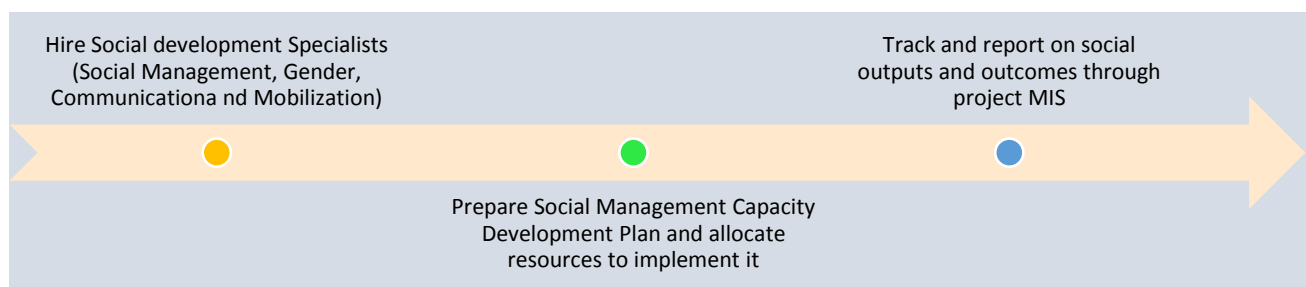 Hire Social development Specialists
(Social Management, Gender,
Communicationa nd Mobilization)
Prepare Social Management Capacity
Development Plan and allocate
resources to implement it
Track and report on social
outputs and outcomes through
project MIS